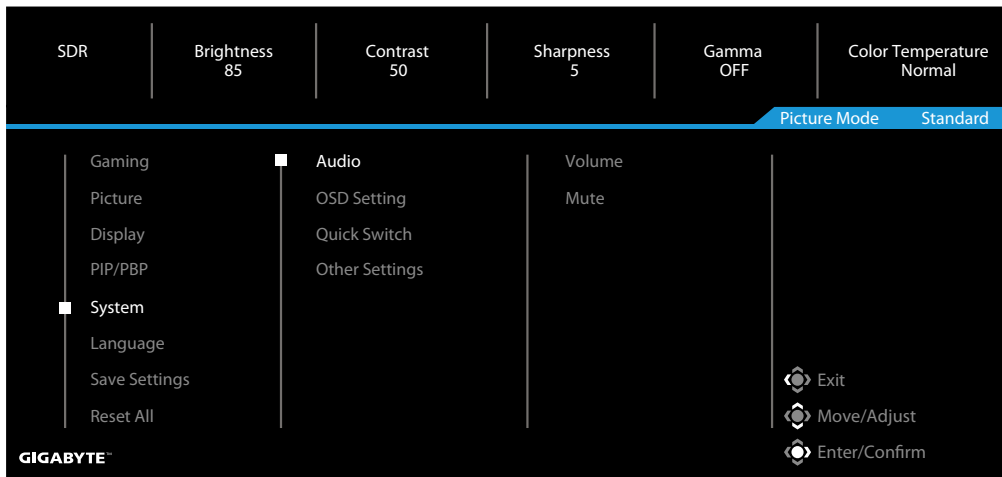 SDR
Brightness
85
Contrast
50
Sharpness
5
Gamma
OFF
Color Temperature
Normal
Picture Mode Standard
Gaming
Picture
Display
PIP/PBP
System
Language
Save Settings
Reset All
Audio
OSD Setting
Quick Switch
Other Settings
Volume
Mute
Exit
Move/Adjust
Enter/Confirm
GIGABYTE™